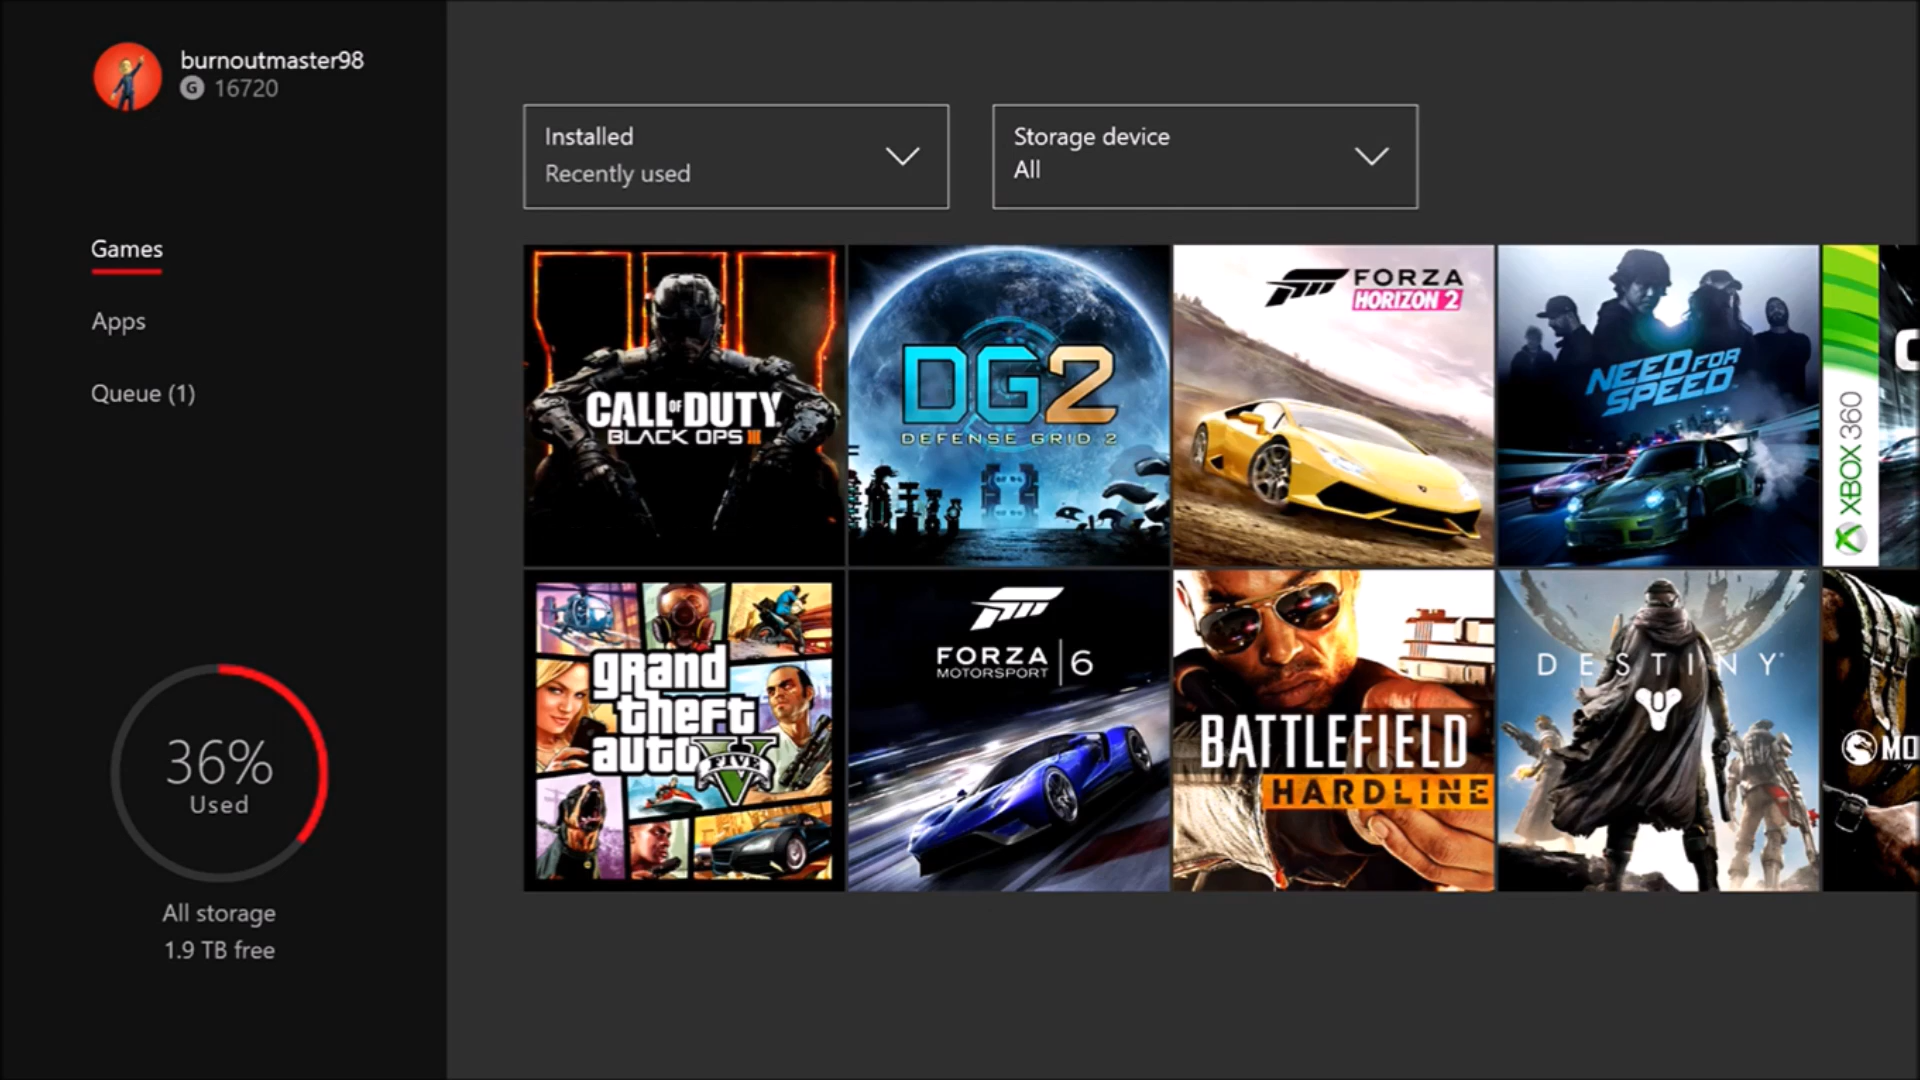 burnoutmaster98
G 16720
Games
Apps
Queue (1)
36%
Used
All storage
1.9 TB free
Installed
Recently used
Storage device
All
CALL OF DUTY
BLACK OPS III
DG2
DEFENSE GRID 2
FORZA
HORIZON 2
NEED FOR
SPEED
XBOX 360
grand
theft
auto
FIVE
FORZA
MOTORSPORT 6
BATTLEFIELD
HARDLINE
DESTINY
MO